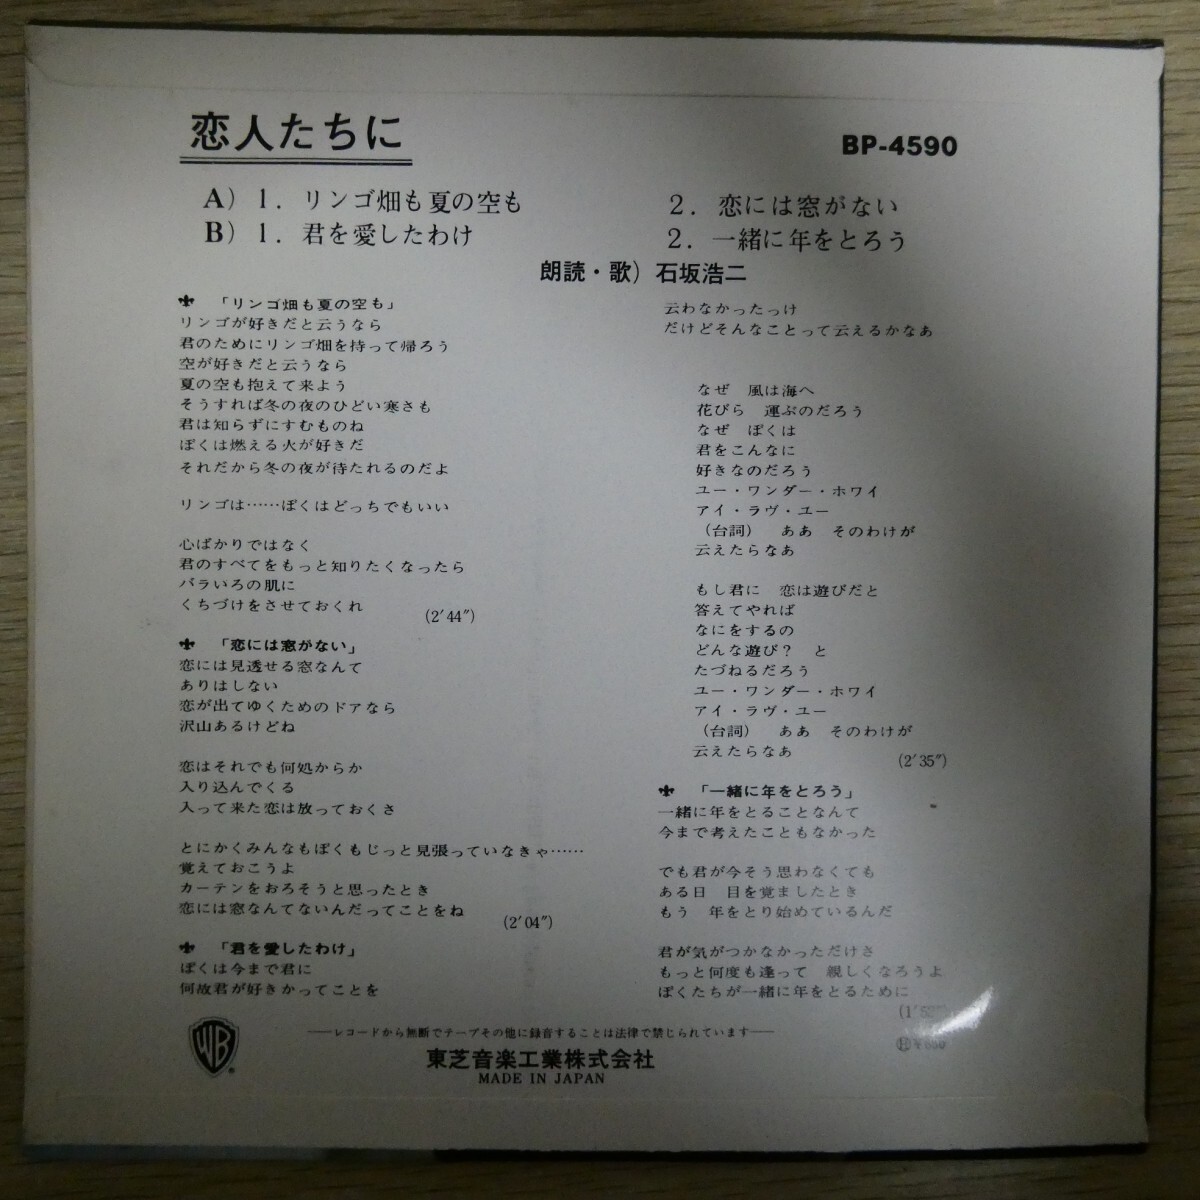 恋人たちに
BP-4590
A) 1. リンゴ畑も夏の空も 2. 恋には窓がない
B) 1. 君を愛したわけ 2. 一緒に年をとろう
朗読・歌) 石坂浩二
「リンゴ畑も夏の空も」
リンゴが好きだと云うなら
君のためにリンゴ畑を持って帰ろう
空が好きだと云うなら
夏の空も抱えて来よう
そうすれば冬の夜のひどい寒さも
君は知らずにすむものね
ぼくは燃える火が好きだ
それだから冬の夜が待たれるのだよ
リンゴは……ぼくはどっちでもいい
心ばかりではなく
君のすべてをもっと知りたくなったら
バラいろの肌に
くちづけをさせておくれ (2′44″)
「恋には窓がない」
恋には見透せる窓なんて
ありはしない
恋が出てゆくためのドアなら
沢山あるけどね
恋はそれでも何処からか
入り込んでくる
入って来た恋は放っておくさ
とにかくみんなもぼくもじっと見張っていなきゃ……
覚えておこうよ
カーテンをおろそうと思ったとき
恋には窓なんてないんだってことをね (2′04″)
「君を愛したわけ」
ぼくは今まで君に
何故君が好きかってことを
云わなかったっけ
だけどそんなことって云えるかなあ
なぜ 風は海へ
花びら 運ぶのだろう
なぜ ぼくは
君をこんなに
好きなのだろう
ユー・ワンダー・ホワイ
アイ・ラヴ・ユー
(台詞) ああ そのわけが
云えたらなあ
もし君に 恋は遊びだと
答えてやれば
なにをするの
どんな遊び? と
たづねるだろう
ユー・ワンダー・ホワイ
アイ・ラヴ・ユー
(台詞) ああ そのわけが
云えたらなあ (2′35″)
「一緒に年をとろう」
一緒に年をとることなんて
今まで考えたこともなかった
でも君が今そう思わなくても
ある日 目を覚ましたとき
もう 年をとり始めているんだ
君が気がつかなかっただけさ
もっと何度も逢って 親しくなろうよ
ぼくたちが一緒に年をとるために
WB
®
――レコードから無断でテープその他に録音することは法律で禁じられています――
東芝音楽工業株式会社
MADE IN JAPAN